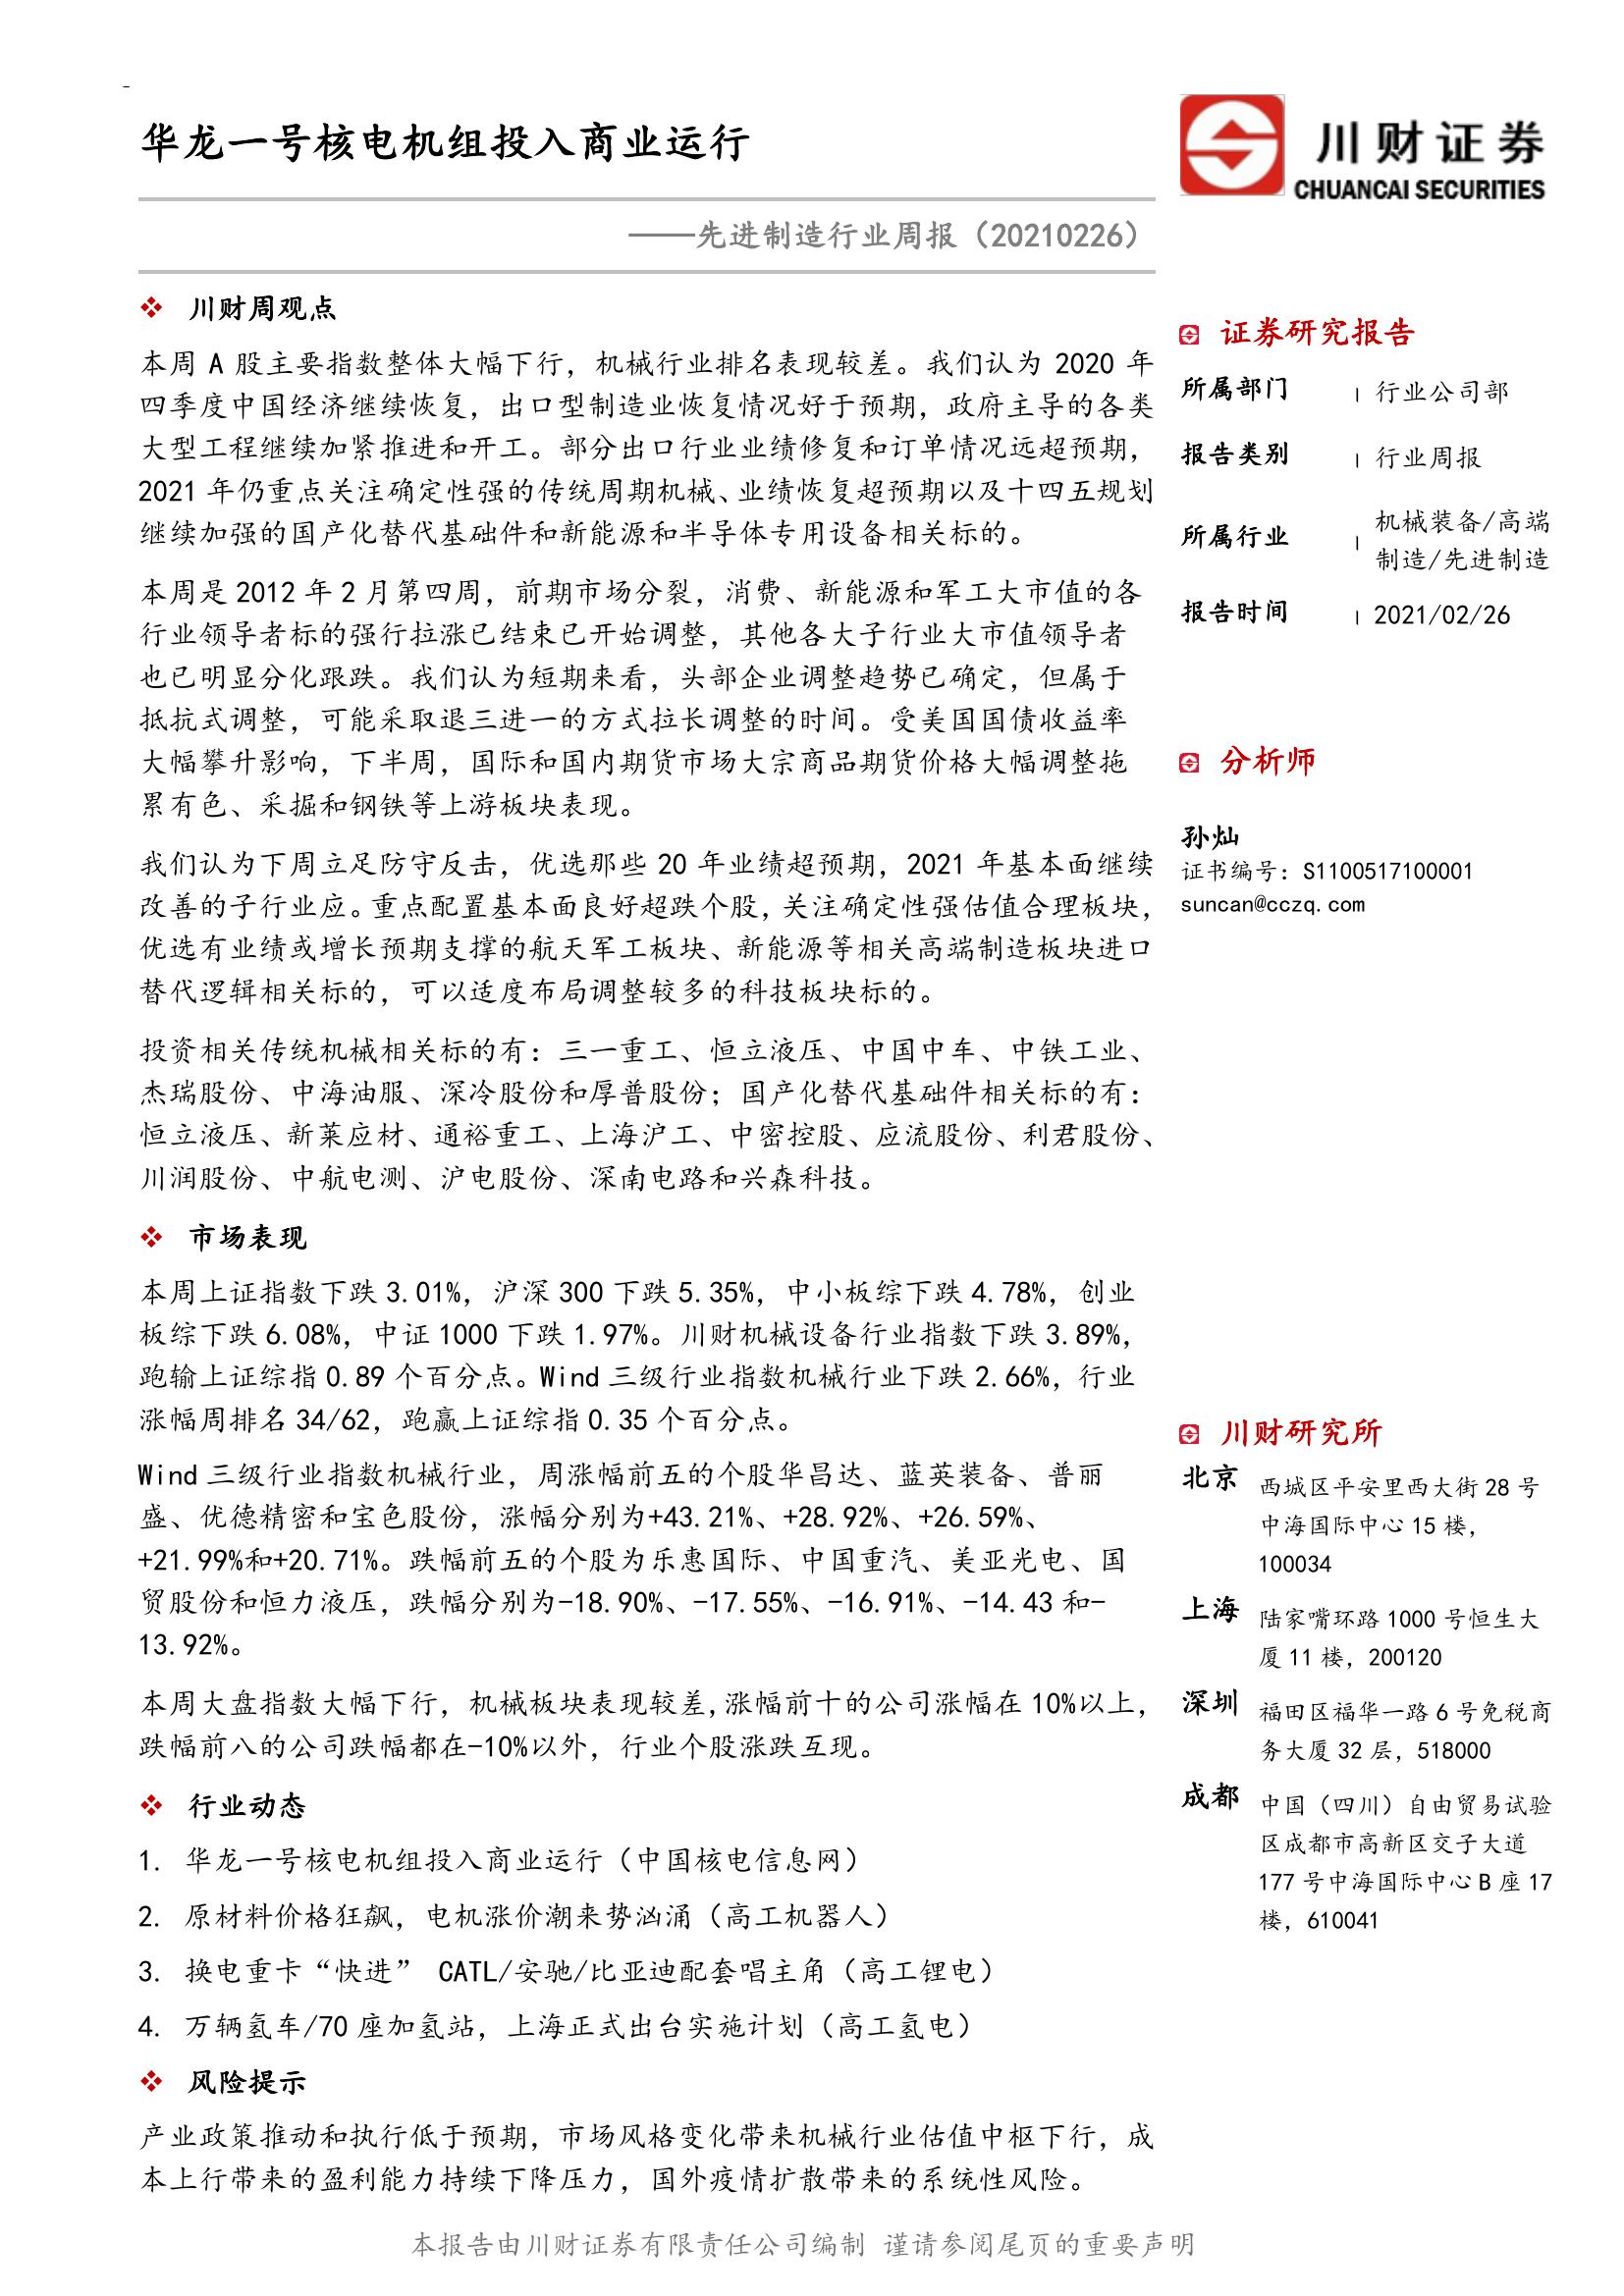 华龙一号核电机组投入商业运行
——先进制造行业周报（20210226）
川财证券
CHUANCAI SECURITIES
川财周观点
本周 A 股主要指数整体大幅下行，机械行业排名表现较差。我们认为 2020 年
四季度中国经济继续恢复，出口型制造业恢复情况好于预期，政府主导的各类
大型工程继续加紧推进和开工。部分出口行业业绩修复和订单情况远超预期，
2021 年仍重点关注确定性强的传统周期机械、业绩恢复超预期以及十四五规划
继续加强的国产化替代基础件和新能源和半导体专用设备相关标的。
本周是 2012 年 2 月第四周，前期市场分裂，消费、新能源和军工大市值的各
行业领导者标的强行拉涨已结束已开始调整，其他各大子行业大市值领导者
也已明显分化跟跌。我们认为短期来看，头部企业调整趋势已确定，但属于
抵抗式调整，可能采取退三进一的方式拉长调整的时间。受美国国债收益率
大幅攀升影响，下半周，国际和国内期货市场大宗商品期货价格大幅调整拖
累有色、采掘和钢铁等上游板块表现。
我们认为下周立足防守反击，优选那些 20 年业绩超预期，2021 年基本面继续
改善的子行业应。重点配置基本面良好超跌个股，关注确定性强估值合理板块，
优选有业绩或增长预期支撑的航天军工板块、新能源等相关高端制造板块进口
替代逻辑相关标的，可以适度布局调整较多的科技板块标的。
投资相关传统机械相关标的有：三一重工、恒立液压、中国中车、中铁工业、
杰瑞股份、中海油服、深冷股份和厚普股份；国产化替代基础件相关标的有：
恒立液压、新莱应材、通裕重工、上海沪工、中密控股、应流股份、利君股份、
川润股份、中航电测、沪电股份、深南电路和兴森科技。
市场表现
本周上证指数下跌 3.01%，沪深 300 下跌 5.35%，中小板综下跌 4.78%，创业
板综下跌 6.08%，中证 1000 下跌 1.97%。川财机械设备行业指数下跌 3.89%，
跑输上证综指 0.89 个百分点。Wind 三级行业指数机械行业下跌 2.66%，行业
涨幅周排名 34/62，跑赢上证综指 0.35 个百分点。
Wind 三级行业指数机械行业，周涨幅前五的个股华昌达、蓝英装备、普丽
盛、优德精密和宝色股份，涨幅分别为+43.21%、+28.92%、+26.59%、
+21.99%和+20.71%。跌幅前五的个股为乐惠国际、中国重汽、美亚光电、国
贸股份和恒力液压，跌幅分别为-18.90%、-17.55%、-16.91%、-14.43 和-
13.92%。
本周大盘指数大幅下行，机械板块表现较差,涨幅前十的公司涨幅在 10%以上，
跌幅前八的公司跌幅都在-10%以外，行业个股涨跌互现。
行业动态
1. 华龙一号核电机组投入商业运行（中国核电信息网）
2. 原材料价格狂飙，电机涨价潮来势汹涌（高工机器人）
3. 换电重卡“快进” CATL/安驰/比亚迪配套唱主角（高工锂电）
4. 万辆氢车/70 座加氢站，上海正式出台实施计划（高工氢电）
风险提示
产业政策推动和执行低于预期，市场风格变化带来机械行业估值中枢下行，成
本上行带来的盈利能力持续下降压力，国外疫情扩散带来的系统性风险。
证券研究报告
所属部门 | 行业公司部
报告类别 | 行业周报
所属行业 | 机械装备/高端
制造/先进制造
报告时间 | 2021/02/26
分析师
孙灿
证书编号：S1100517100001
suncan@cczq.com
川财研究所
北京 西城区平安里西大街 28 号
中海国际中心 15 楼，
100034
上海 陆家嘴环路 1000 号恒生大
厦 11 楼，200120
深圳 福田区福华一路 6 号免税商
务大厦 32 层，518000
成都 中国（四川）自由贸易试验
区成都市高新区交子大道
177 号中海国际中心 B 座 17
楼，610041
本报告由川财证券有限责任公司编制 谨请参阅尾页的重要声明